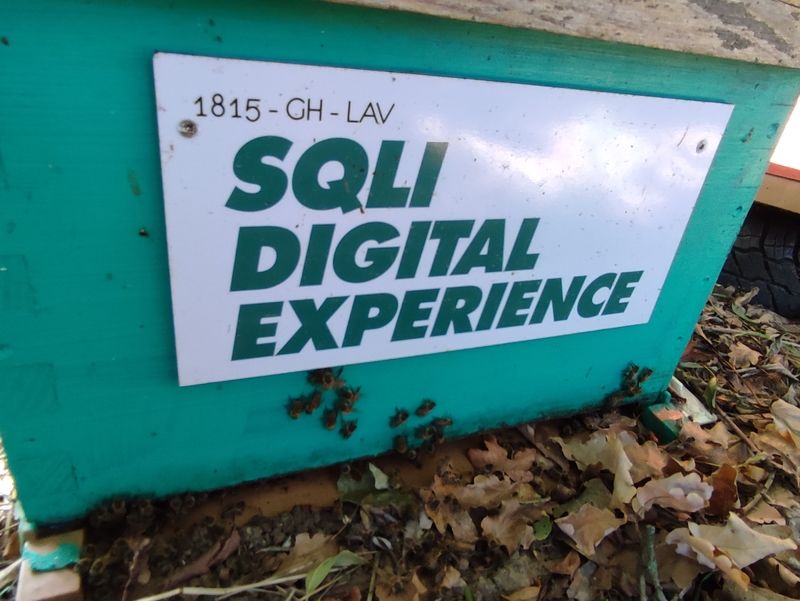 1815 - GH - LAV
SQLI
DIGITAL
EXPERIENCE